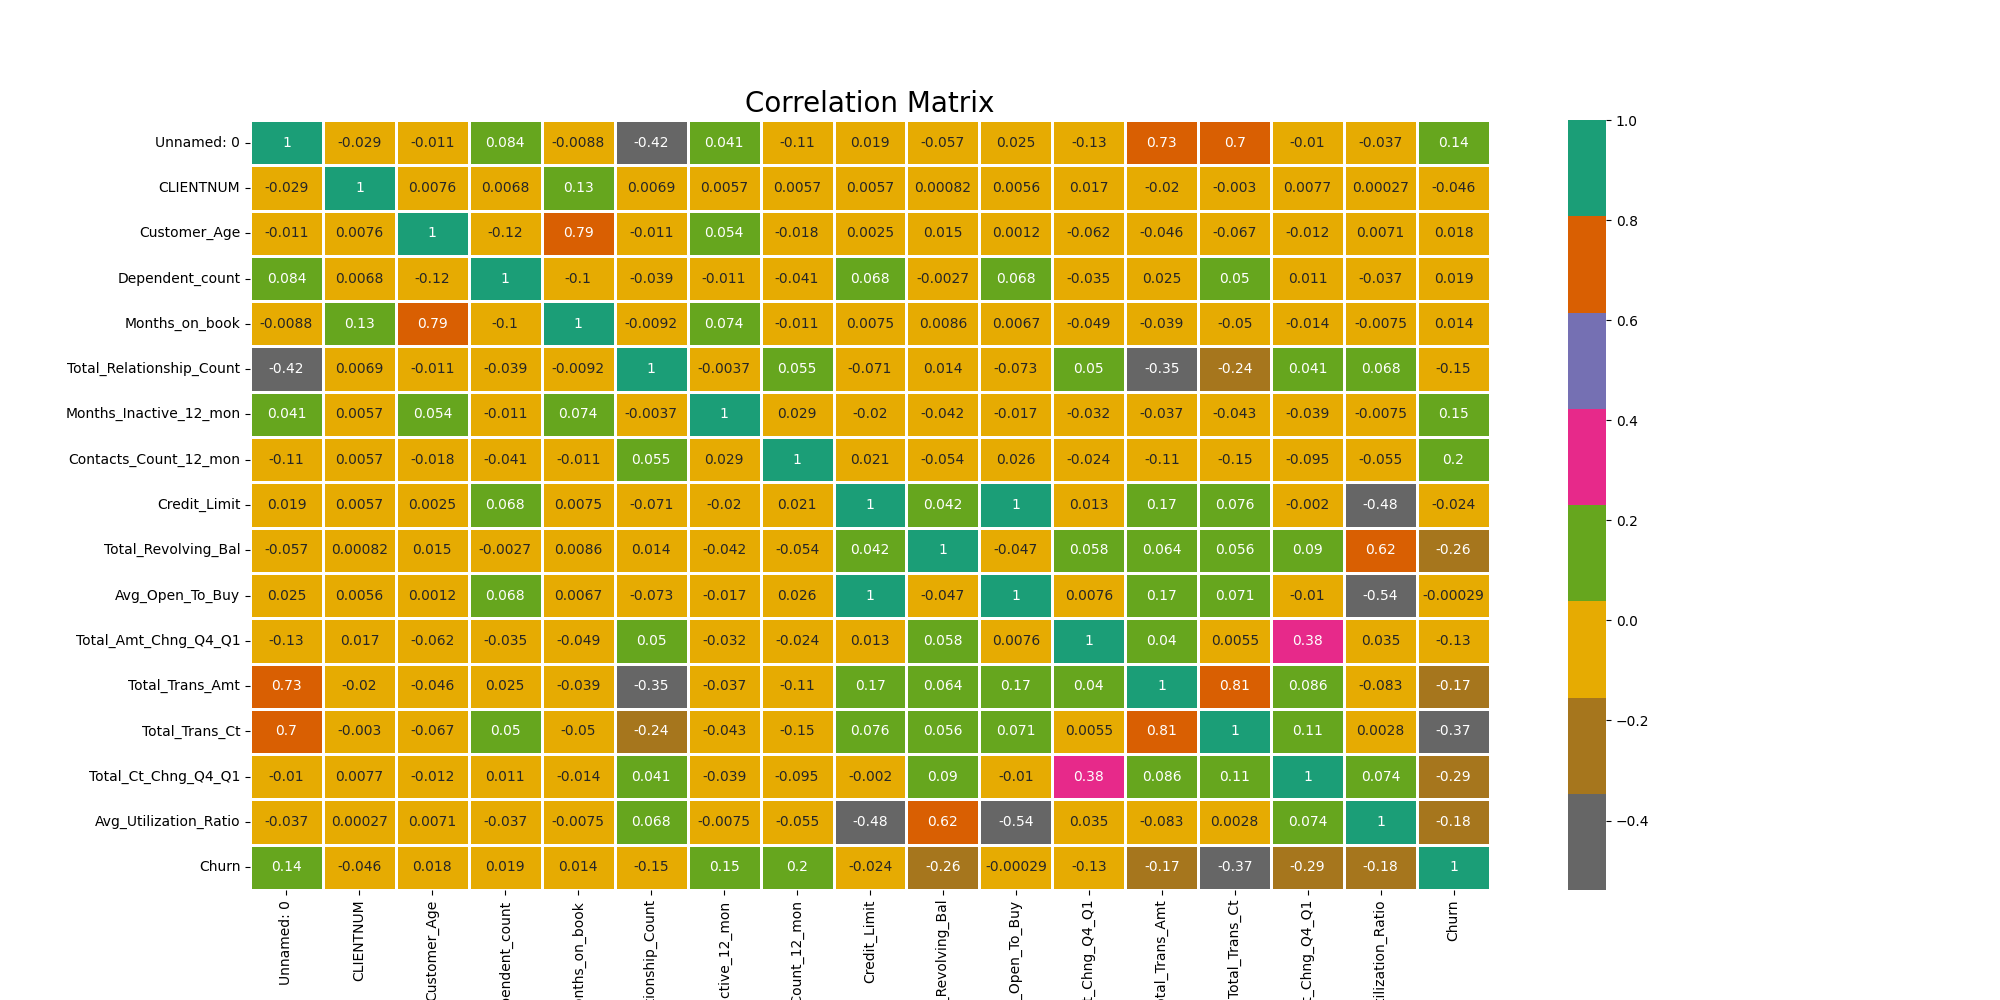 Correlation Matrix
Unnamed: 0 1 -0.029 -0.011 0.084 -0.0088 -0.42 0.041 -0.11 0.019 -0.057 0.025 -0.13 0.73 0.7 -0.01 -0.037 0.14
CLIENTNUM -0.029 1 0.0076 0.0068 0.13 0.0069 0.0057 0.0057 0.0057 0.00082 0.0056 0.017 -0.02 -0.003 0.0077 0.00027 -0.046
Customer_Age -0.011 0.0076 1 -0.12 0.79 -0.011 0.054 -0.018 0.0025 0.015 0.0012 -0.062 -0.046 -0.067 -0.012 0.0071 0.018
Dependent_count 0.084 0.0068 -0.12 1 -0.1 -0.039 -0.011 -0.041 0.068 -0.0027 0.068 -0.035 0.025 0.05 0.011 -0.037 0.019
Months_on_book -0.0088 0.13 0.79 -0.1 1 -0.0092 0.074 -0.011 0.0075 0.0086 0.0067 -0.049 -0.039 -0.05 -0.014 -0.0075 0.014
Total_Relationship_Count -0.42 0.0069 -0.011 -0.039 -0.0092 1 -0.0037 0.055 -0.071 0.014 -0.073 0.05 -0.35 -0.24 0.041 0.068 -0.15
Months_Inactive_12_mon 0.041 0.0057 0.054 -0.011 0.074 -0.0037 1 0.029 -0.02 -0.042 -0.017 -0.032 -0.037 -0.043 -0.039 -0.0075 0.15
Contacts_Count_12_mon -0.11 0.0057 -0.018 -0.041 -0.011 0.055 0.029 1 0.021 -0.054 0.026 -0.024 -0.11 -0.15 -0.095 -0.055 0.2
Credit_Limit 0.019 0.0057 0.0025 0.068 0.0075 -0.071 -0.02 0.021 1 0.042 1 0.013 0.17 0.076 -0.002 -0.48 -0.024
Total_Revolving_Bal -0.057 0.00082 0.015 -0.0027 0.0086 0.014 -0.042 -0.054 0.042 1 -0.047 0.058 0.064 0.056 0.09 0.62 -0.26
Avg_Open_To_Buy 0.025 0.0056 0.0012 0.068 0.0067 -0.073 -0.017 0.026 1 -0.047 1 0.0076 0.17 0.071 -0.01 -0.54 -0.00029
Total_Amt_Chng_Q4_Q1 -0.13 0.017 -0.062 -0.035 -0.049 0.05 -0.032 -0.024 0.013 0.058 0.0076 1 0.04 0.0055 0.38 0.035 -0.13
Total_Trans_Amt 0.73 -0.02 -0.046 0.025 -0.039 -0.35 -0.037 -0.11 0.17 0.064 0.17 0.04 1 0.81 0.086 -0.083 -0.17
Total_Trans_Ct 0.7 -0.003 -0.067 0.05 -0.05 -0.24 -0.043 -0.15 0.076 0.056 0.071 0.0055 0.81 1 0.11 0.0028 -0.37
Total_Ct_Chng_Q4_Q1 -0.01 0.0077 -0.012 0.011 -0.014 0.041 -0.039 -0.095 -0.002 0.09 -0.01 0.38 0.086 0.11 1 0.074 -0.29
Avg_Utilization_Ratio -0.037 0.00027 0.0071 -0.037 -0.0075 0.068 -0.0075 -0.055 -0.48 0.62 -0.54 0.035 -0.083 0.0028 0.074 1 -0.18
Churn 0.14 -0.046 0.018 0.019 0.014 -0.15 0.15 0.2 -0.024 -0.26 -0.00029 -0.13 -0.17 -0.37 -0.29 -0.18 1
Unnamed: 0
CLIENTNUM
Customer_Age
pendent_count
nths_on_book
tionship_Count
ctive_12_mon
Count_12_mon
Credit_Limit
_Revolving_Bal
_Open_To_Buy
t_Chng_Q4_Q1
otal_Trans_Amt
Total_Trans_Ct
t_Chng_Q4_Q1
tilization_Ratio
Churn
1.0
0.8
0.6
0.4
0.2
0.0
−0.2
−0.4